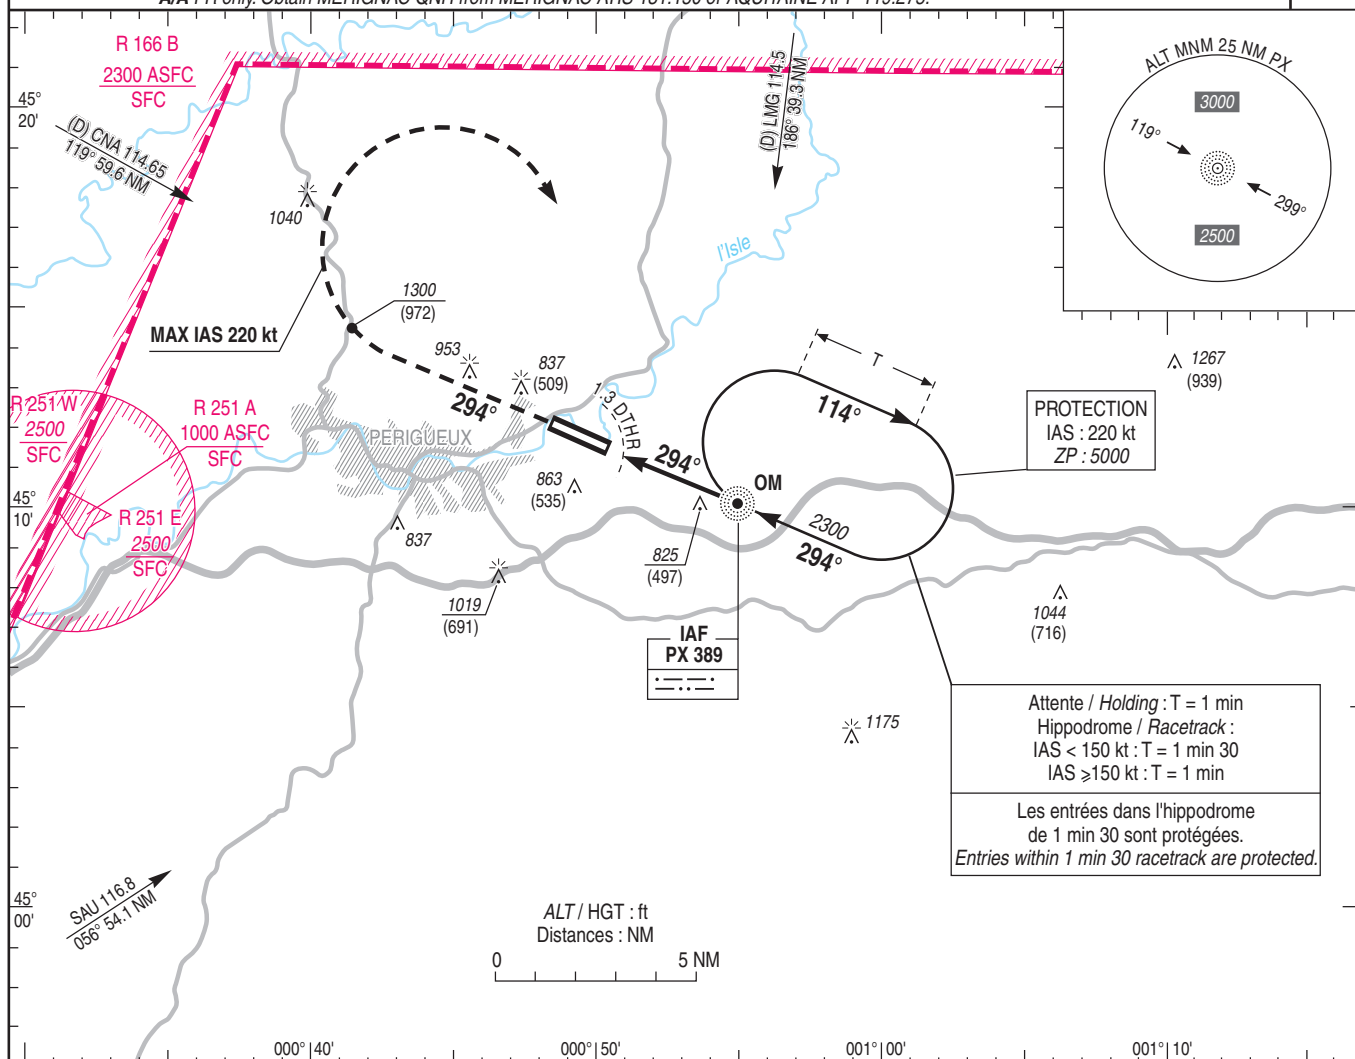 R 166 B
2300 ASFC
SFC
45°
20'
(D) CNA 114.65
119° 59.6 NM
(D) LMG 114.5
186° 39.3 NM
ALT MNM 25 NM PX
3000
119°
299°
2500
1040
l'Isle
1300
(972)
MAX IAS 220 kt
953
837
(509)
294°
1.3 DTHR
T
114°
1267
(939)
R 251 W
2500
SFC
R 251 A
1000 ASFC
SFC
PERIGUEUX
PROTECTION
IAS : 220 kt
ZP : 5000
294°
OM
863
(535)
45°
10'
R 251 E
2500
SFC
837
2300
294°
825
(497)
1019
(691)
1044
(716)
IAF
PX 389
1175
Attente / Holding : T = 1 min
Hippodrome / Racetrack :
IAS < 150 kt : T = 1 min 30
IAS ⩾150 kt : T = 1 min
Les entrées dans l'hippodrome
de 1 min 30 sont protégées.
Entries within 1 min 30 racetrack are protected.
45°
00'
SAU 116.8
056° 54.1 NM
ALT / HGT : ft
Distances : NM
0 5 NM
000° 40' 000° 50' 001° 00' 001° 10'